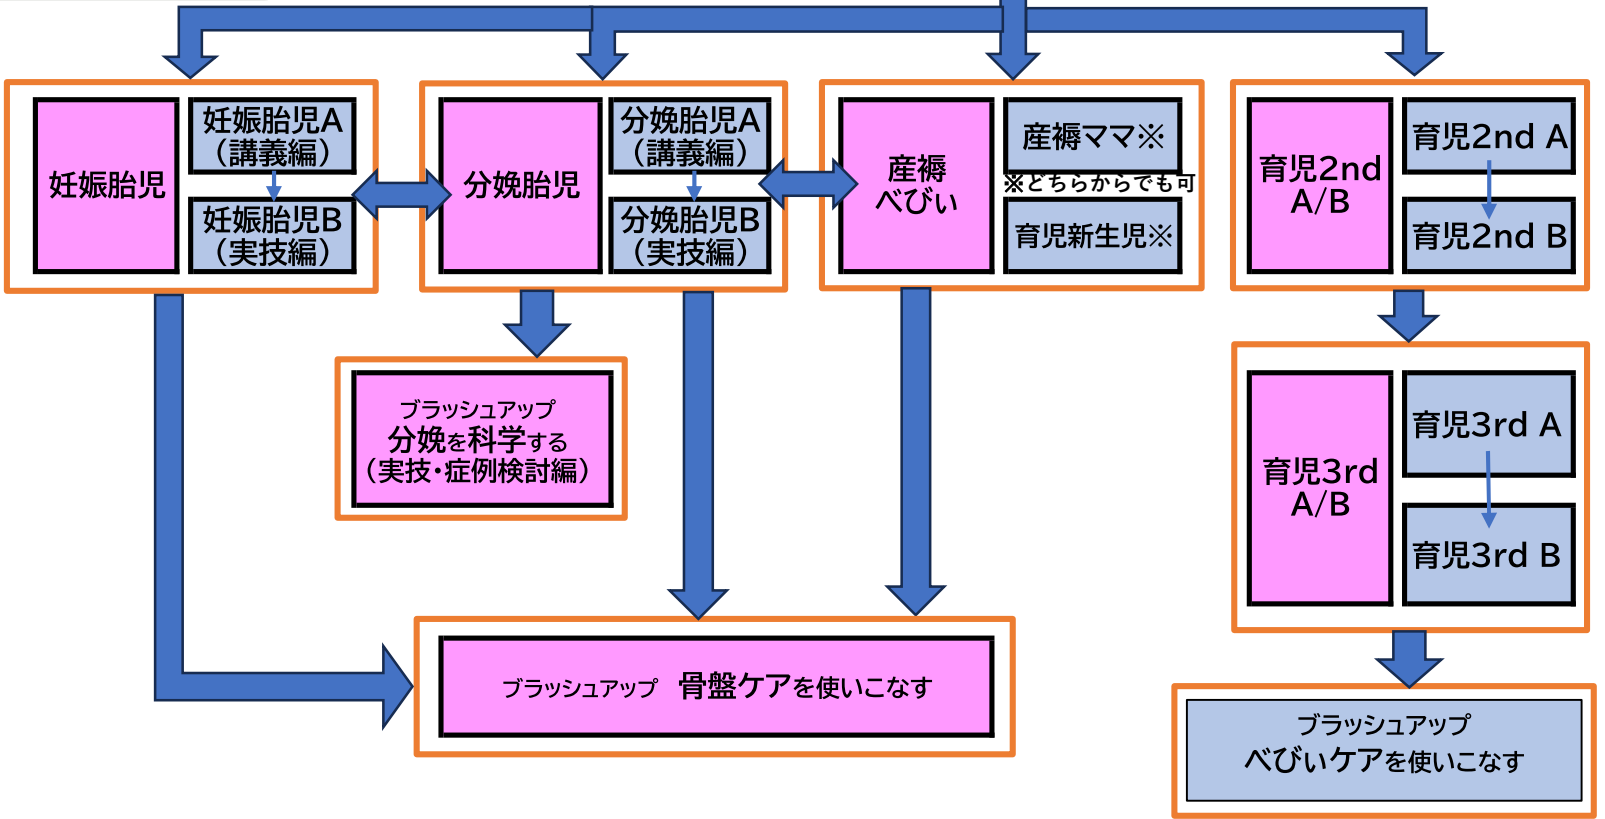 妊娠胎児
妊娠胎児A
（講義編）
妊娠胎児B
（実技編）
分娩胎児
分娩胎児A
（講義編）
分娩胎児B
（実技編）
産褥
べびぃ
産褥ママ※
※どちらからでも可
育児新生児※
育児2nd
A/B
育児2nd A
育児2nd B
ブラッシュアップ
分娩を科学する
（実技・症例検討編）
育児3rd
A/B
育児3rd A
育児3rd B
ブラッシュアップ 骨盤ケアを使いこなす
ブラッシュアップ
べびぃケアを使いこなす